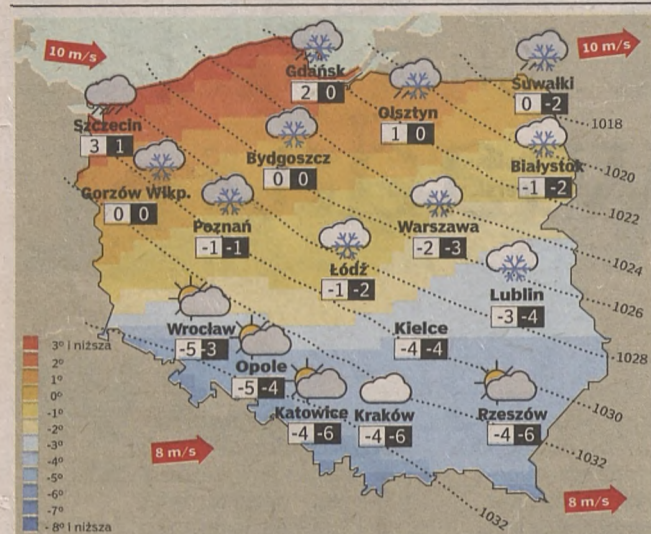 10 m/s
10 m/s
Gdańsk
2 0
Suwałki
0 -2
Szczecin
3 1
Olsztyn
1 0
1018
Bydgoszcz
0 0
Białystok
-1 -2
1020
Gorzów Wlkp.
0 0
1022
Poznań
-1 -1
Warszawa
-2 -3
1024
Łódź
-1 -2
Lublin
-3 -4
1026
Wrocław
-5 -3
Kielce
-4 -4
1028
Opole
-5 -4
Katowice
-4 -6
Kraków
-4 -6
Rzeszów
-4 -6
1030
1032
1032
8 m/s
8 m/s
3° i niższa
2°
1°
0°
-1°
-2°
-3°
-4°
-5°
-6°
-7°
- 8° i niższa